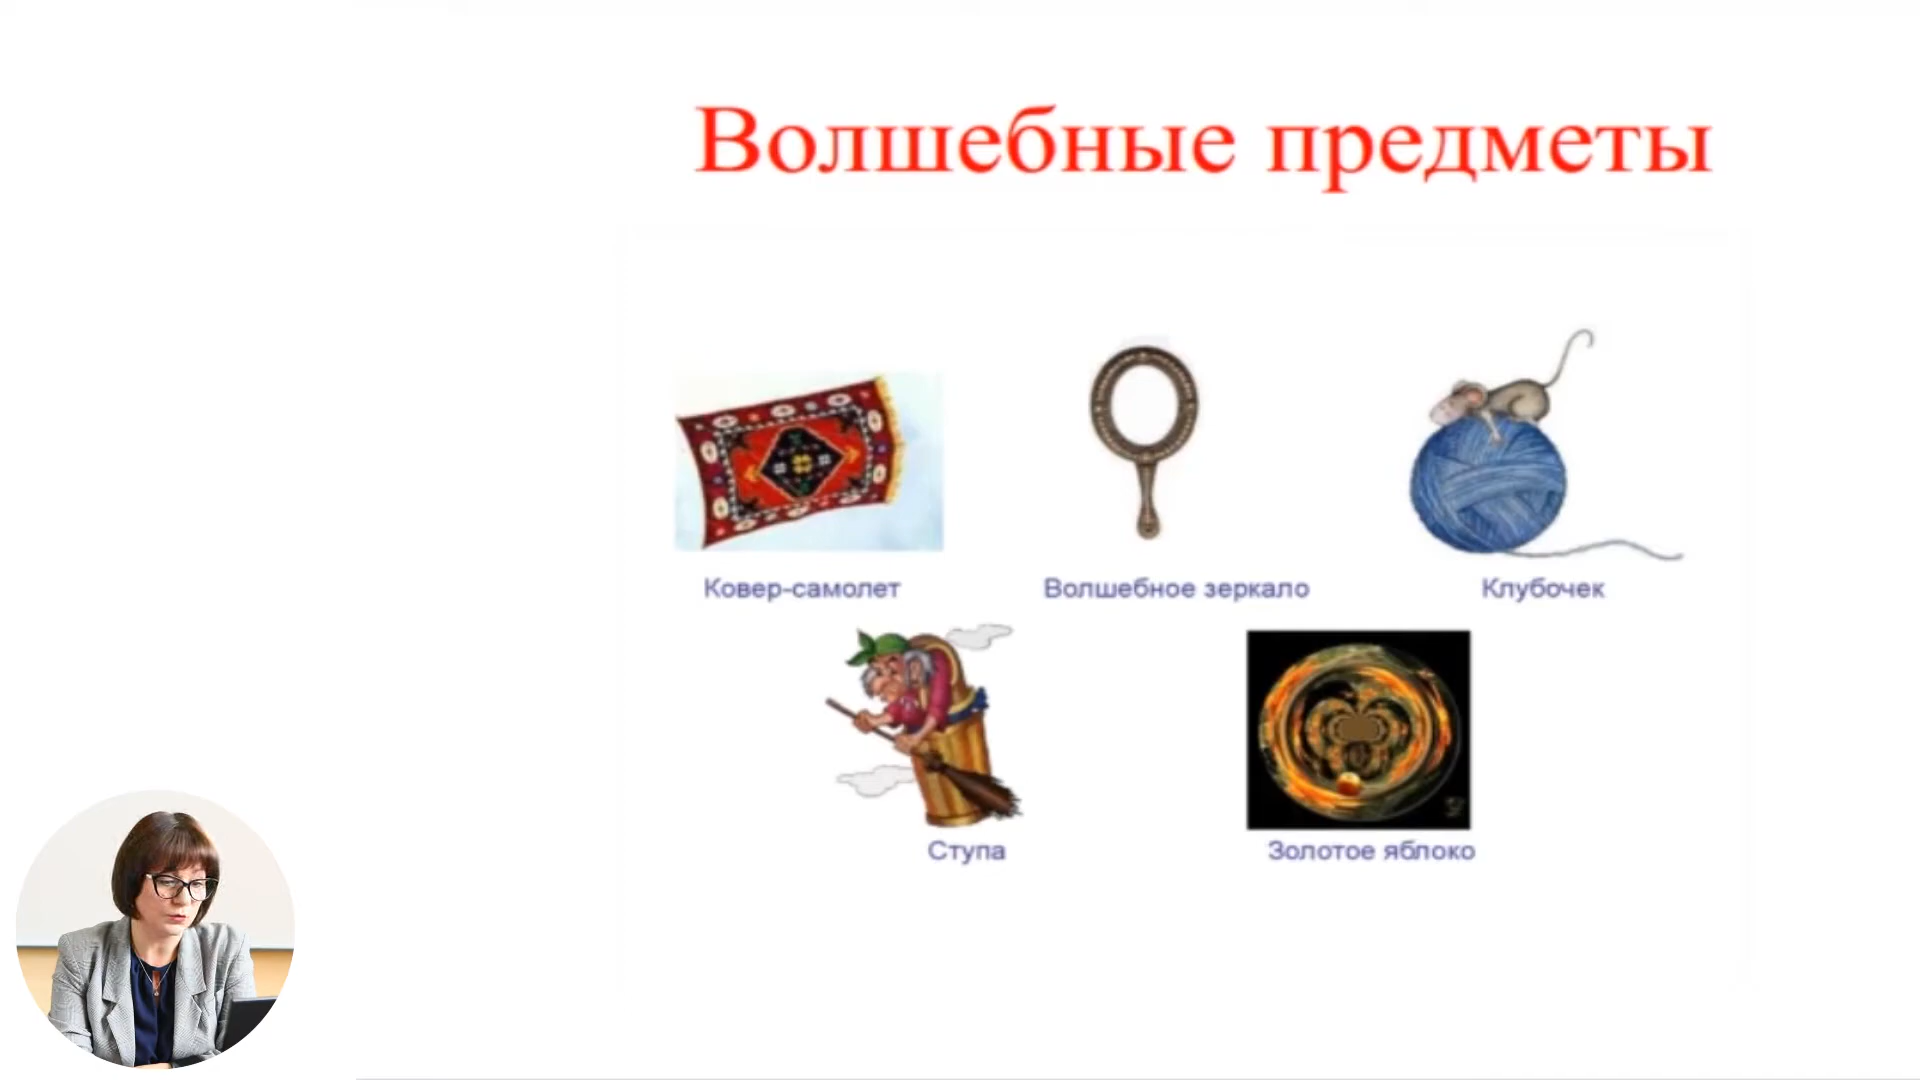 Волшебные предметы
Ковер-самолет
Волшебное зеркало
Клубочек
Ступа
Золотое яблоко